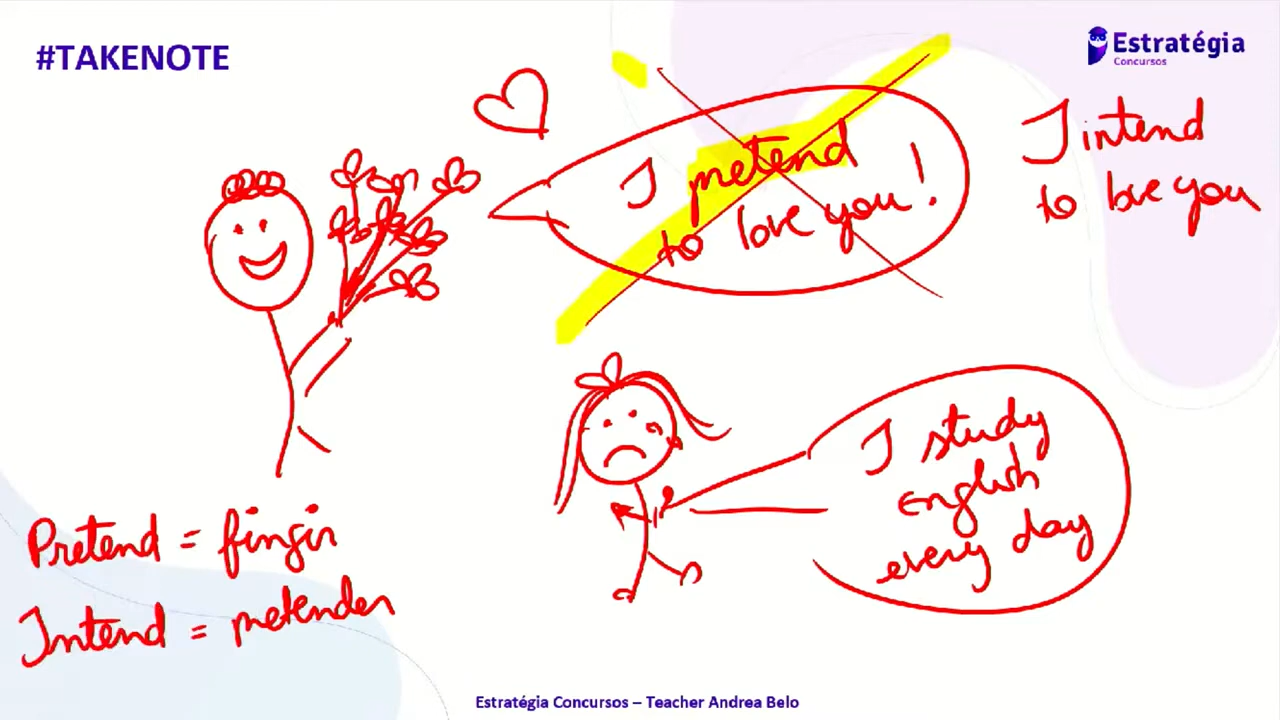 #TAKENOTE
Estratégia
Concursos
I pretend
to love you!
I intend
to love you
I study
English
every day
Pretend = fingir
Intend = pretender
Estratégia Concursos – Teacher Andrea Belo